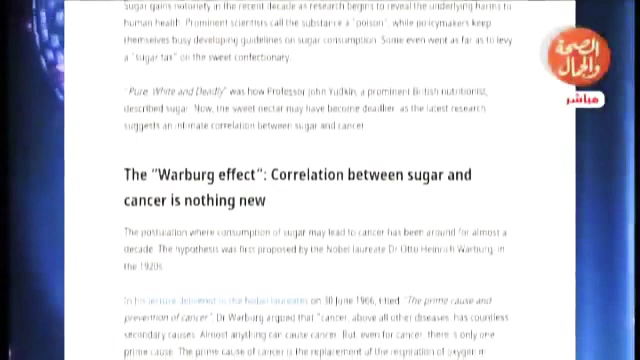 Sugar gains notoriety in the recent decade as research begins to reveal the underlying harms to
human health. Prominent scientists call the substance a "poison", while policymakers keep
themselves busy developing guidelines on sugar consumption. Some even went as far as to levy
a "sugar tax" on the sweet confectionary.
"Pure, White and Deadly" was how Professor John Yudkin, a prominent British nutritionist,
described sugar. Now, the sweet nectar may have become deadlier, as the latest research
suggests an intimate correlation between sugar and cancer.
The "Warburg effect": Correlation between sugar and
cancer is nothing new
The postulation where consumption of sugar may lead to cancer has been around for almost a
decade. The hypothesis was first proposed by the Nobel laureate Dr Otto Heinrich Warburg, in
the 1920s.
In his lecture delivered to the Nobel laureates on 30 June 1966, titled "The prime cause and
prevention of cancer", Dr Warburg argued that "cancer, above all other diseases, has countless
secondary causes. Almost anything can cause cancer. But, even for cancer, there is only one
prime cause. The prime cause of cancer is the replacement of the respiration of oxygen in
الصحة
والجمال
مباشر